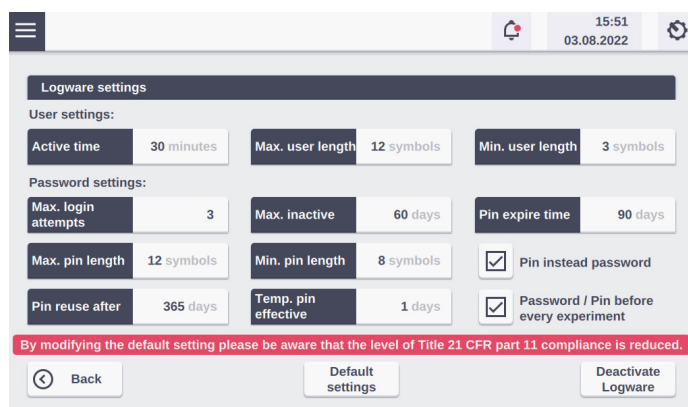 15:51
03.08.2022
Logware settings
User settings:
Active time 30 minutes Max. user length 12 symbols Min. user length 3 symbols
Password settings:
Max. login
attempts 3 Max. inactive 60 days Pin expire time 90 days
Max. pin length 12 symbols Min. pin length 8 symbols Pin instead password
Pin reuse after 365 days Temp. pin
effective 1 days Password / Pin before
every experiment
By modifying the default setting please be aware that the level of Title 21 CFR part 11 compliance is reduced.
Back Default
settings Deactivate
Logware